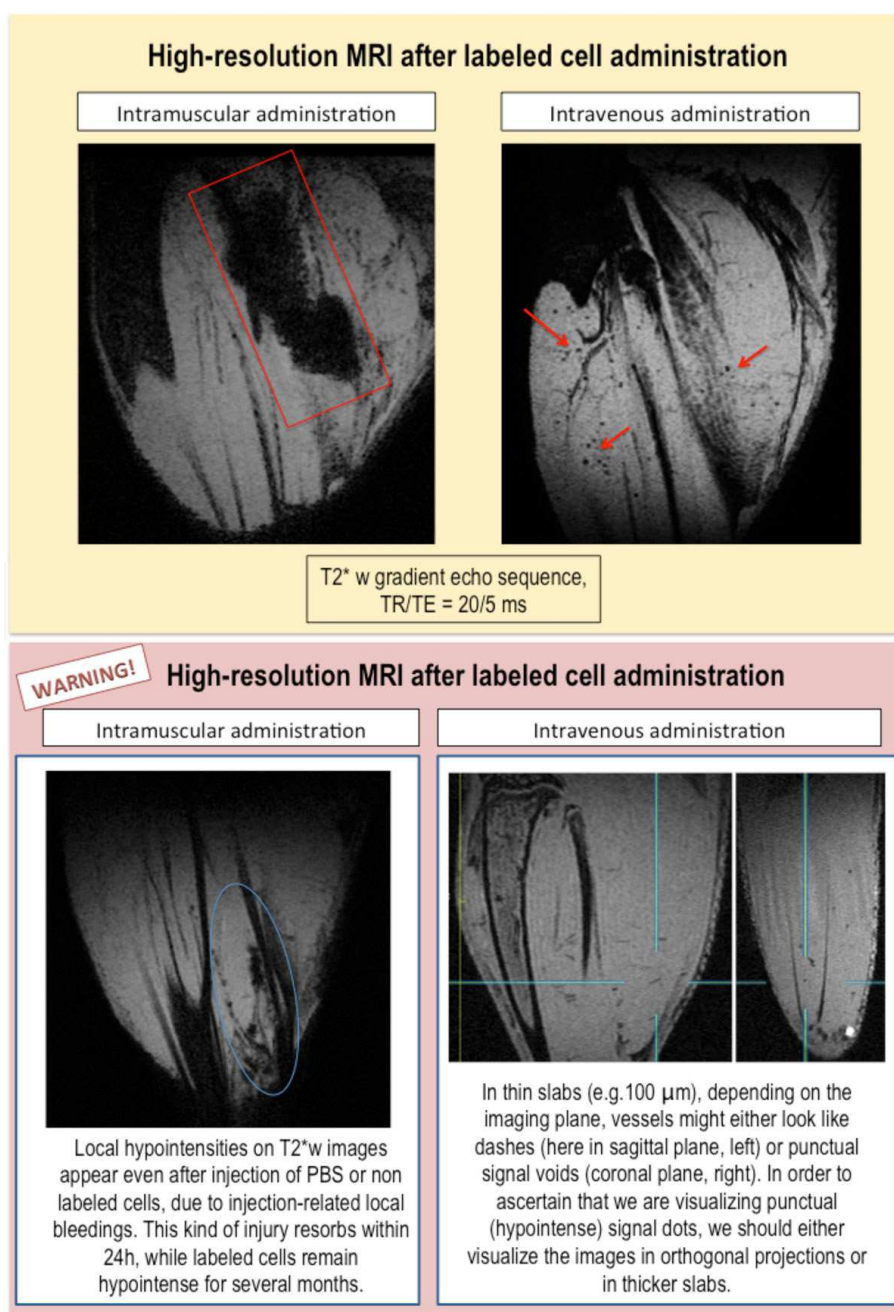 High-resolution MRI after labeled cell administration
Intramuscular administration
Intravenous administration
T2* w gradient echo sequence,
TR/TE = 20/5 ms
WARNING!
High-resolution MRI after labeled cell administration
Intramuscular administration
Intravenous administration
Local hypointensities on T2*w images
appear even after injection of PBS or non
labeled cells, due to injection-related local
bleedings. This kind of injury resorbs within
24h, while labeled cells remain
hypointense for several months.
In thin slabs (e.g.100 μm), depending on the
imaging plane, vessels might either look like
dashes (here in sagittal plane, left) or punctual
signal voids (coronal plane, right). In order to
ascertain that we are visualizing punctual
(hypointense) signal dots, we should either
visualize the images in orthogonal projections or
in thicker slabs.